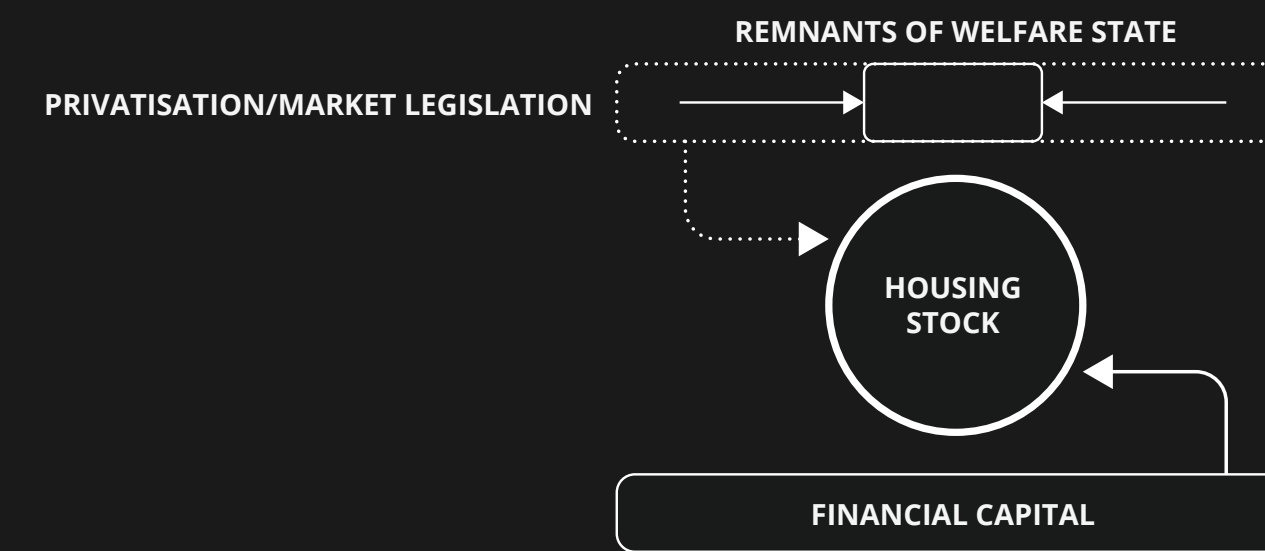 REMNANTS OF WELFARE STATE
PRIVATISATION/MARKET LEGISLATION
HOUSING
STOCK
FINANCIAL CAPITAL